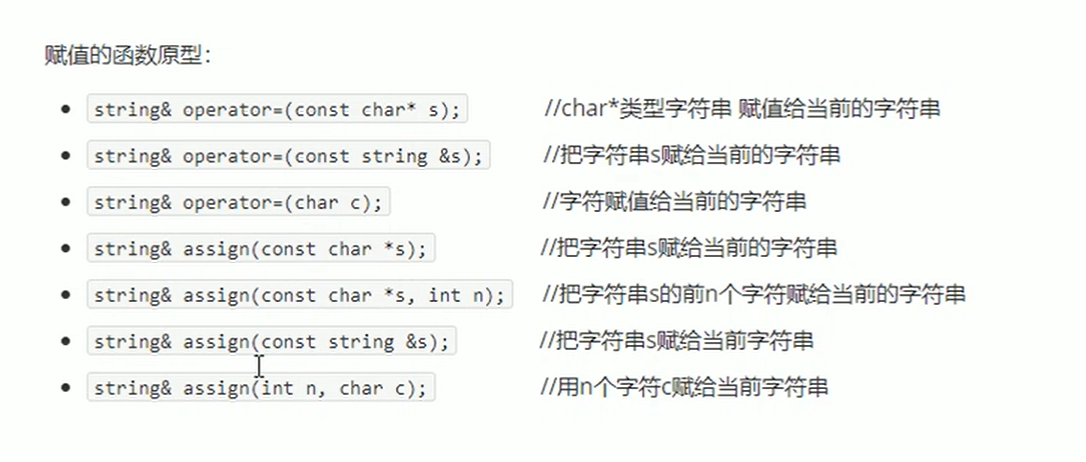 赋值的函数原型：
string& operator=(const char* s); //char*类型字符串 赋值给当前的字符串
string& operator=(const string &s); //把字符串s赋给当前的字符串
string& operator=(char c); //字符赋值给当前的字符串
string& assign(const char *s); //把字符串s赋给当前的字符串
string& assign(const char *s, int n); //把字符串s的前n个字符赋给当前的字符串
string& assign(const string &s); //把字符串s赋给当前字符串
string& assign(int n, char c); //用n个字符c赋给当前字符串